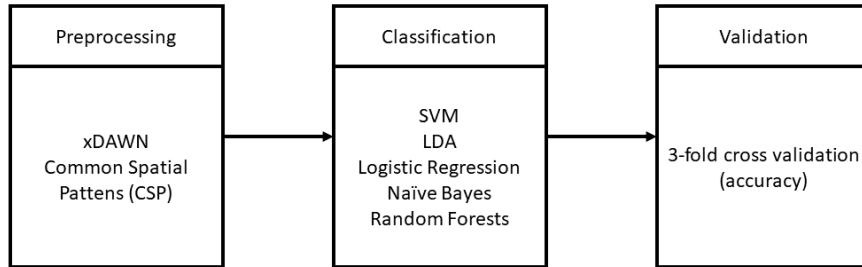 Preprocessing
xDAWN
Common Spatial
Pattens (CSP)
Classification
SVM
LDA
Logistic Regression
Naïve Bayes
Random Forests
Validation
3-fold cross validation
(accuracy)